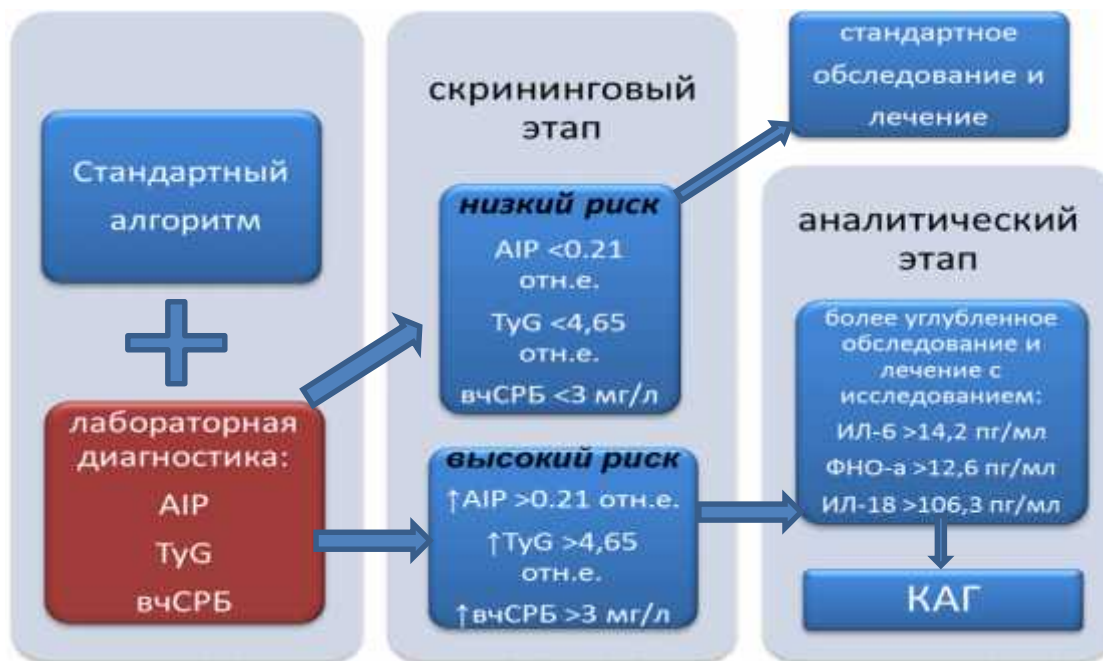 Стандартный
алгоритм
лабораторная
диагностика:
AIP
TyG
вчСРБ
скрининговый
этап
низкий риск
AIP <0.21
отн.е.
TyG <4,65
отн.е.
вчСРБ <3 мг/л
высокий риск
↑AIP >0.21 отн.е.
↑TyG >4,65
отн.е.
↑вчСРБ >3 мг/л
стандартное
обследование и
лечение
аналитический
этап
более углубленное
обследование и
лечение с
исследованием:
ИЛ-6 >14,2 пг/мл
ФНО-а >12,6 пг/мл
ИЛ-18 >106,3 пг/мл
КАГ